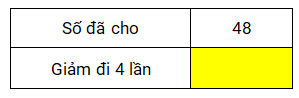 Số đã cho 48
Giảm đi 4 lần